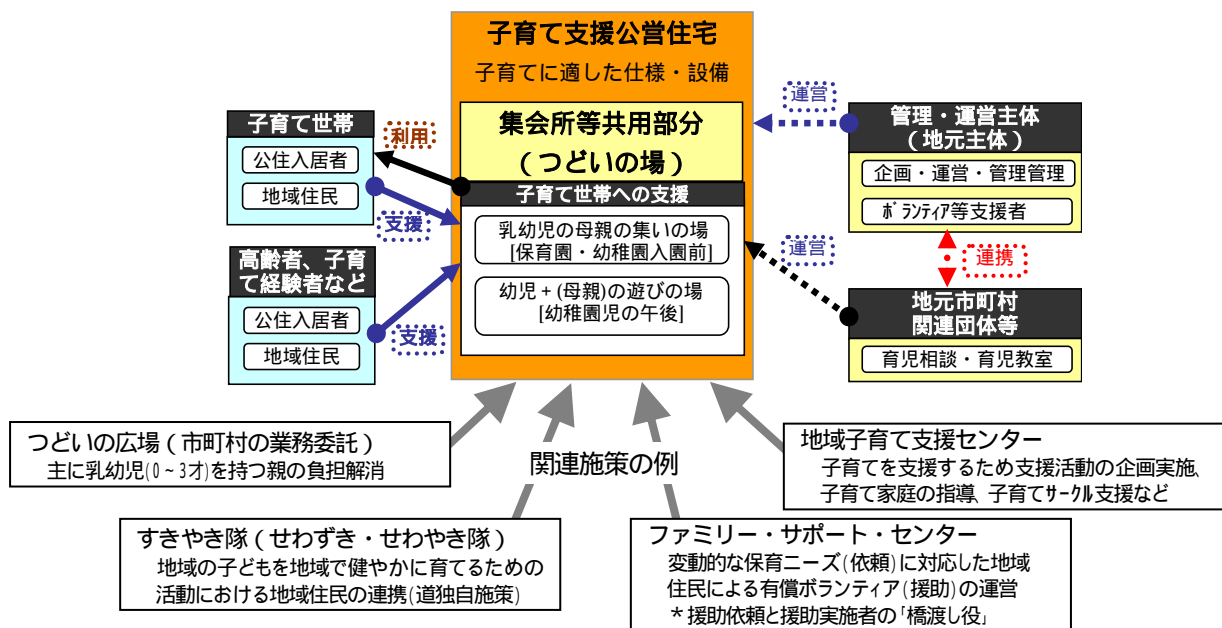 子育て支援公営住宅
子育てに適した仕様・設備
集会所等共用部分
（つどいの場）
子育て世帯への支援
乳幼児の母親の集いの場
[保育園・幼稚園入園前]
幼児＋(母親)の遊びの場
[幼稚園児の午後]
子育て世帯
公住入居者
地域住民
利用
支援
高齢者、子育
て経験者など
公住入居者
地域住民
支援
運営
管理・運営主体
（地元主体）
企画・運営・管理管理
ボランティア等支援者
運営
連携
地元市町村
関連団体等
育児相談・育児教室
つどいの広場（市町村の業務委託）
主に乳幼児(0～3才)を持つ親の負担解消
関連施策の例
地域子育て支援センター
子育てを支援するため支援活動の企画実施、
子育て家庭の指導、子育てサークル支援など
すきやき隊（せわずき・せわやき隊）
地域の子どもを地域で健やかに育てるための
活動における地域住民の連携(道独自施策)
ファミリー・サポート・センター
変動的な保育ニーズ(依頼)に対応した地域
住民による有償ボランティア(援助)の運営
＊援助依頼と援助実施者の「橋渡し役」